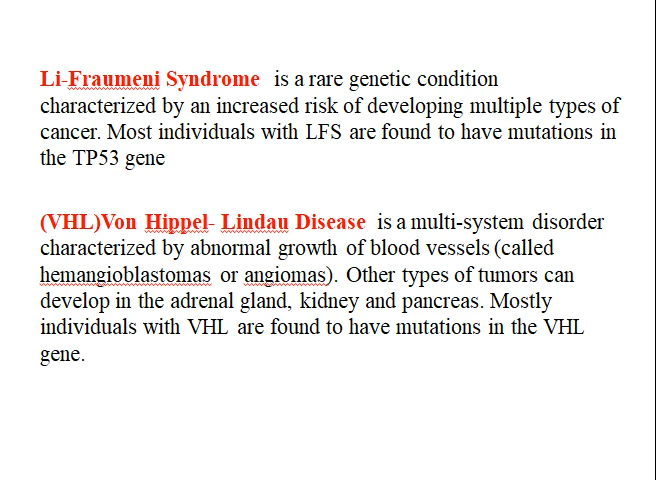 Li-Fraumeni Syndrome is a rare genetic condition
characterized by an increased risk of developing multiple types of
cancer. Most individuals with LFS are found to have mutations in
the TP53 gene
(VHL)Von Hippel- Lindau Disease is a multi-system disorder
characterized by abnormal growth of blood vessels (called
hemangioblastomas or angiomas). Other types of tumors can
develop in the adrenal gland, kidney and pancreas. Mostly
individuals with VHL are found to have mutations in the VHL
gene.